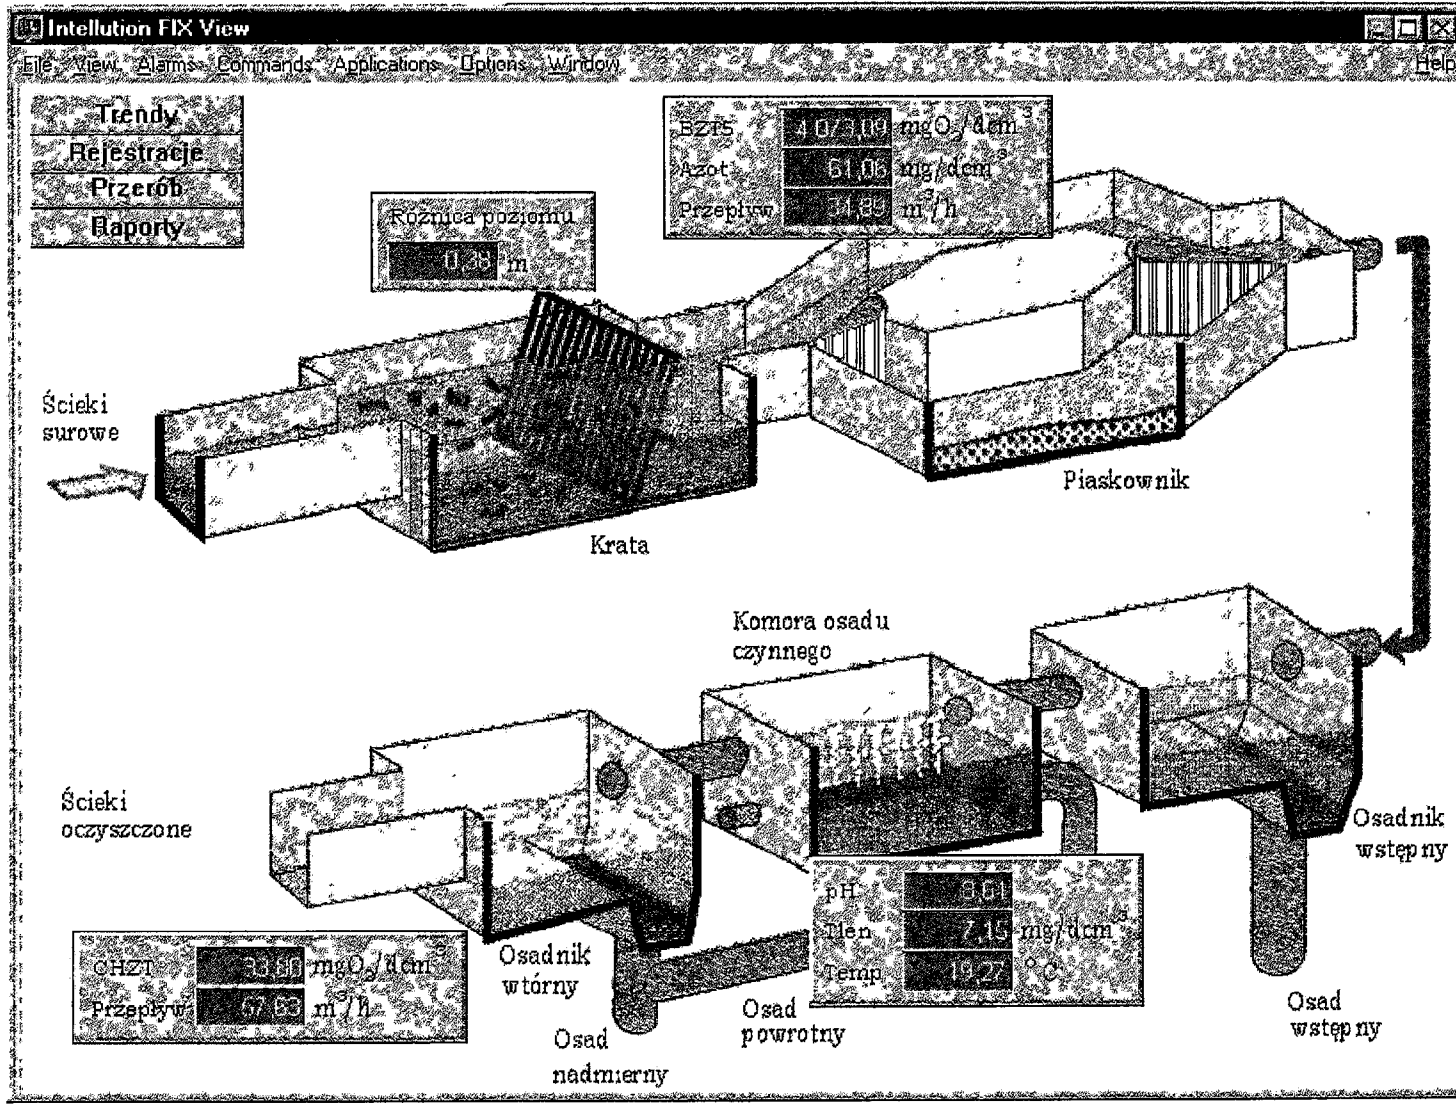 Intellution FIX View
File View Alarms Commands Applications Options Window Help
Trendy
Rejestracje
Przerób
Raporty
Różnica poziomu
0,38 m
BZT5 mgO₂/dcm³
Azot 61,06 mg/dcm³
Przepływ 31,89 m³/h
Ścieki
surowe
Krata
Piaskownik
Komora osadu
czynnego
Ścieki
oczyszczone
Osadnik
wstępny
pH
Tlen 7,15 mg/dcm³
Temp 19,27 °C
CHZT mgO₂/dcm³
Przepływ m³/h
Osadnik
wtórny
Osad
powrotny
Osad
wstępny
Osad
nadmierny